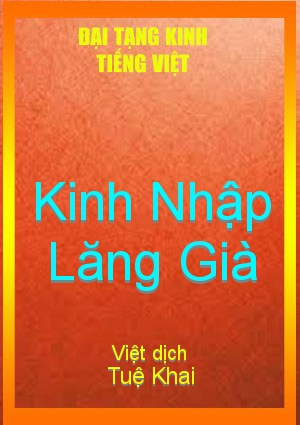 ĐẠI TẠNG KINH
TIẾNG VIỆT
Kinh Nhập
Lăng Già
Việt dịch
Tuệ Khai